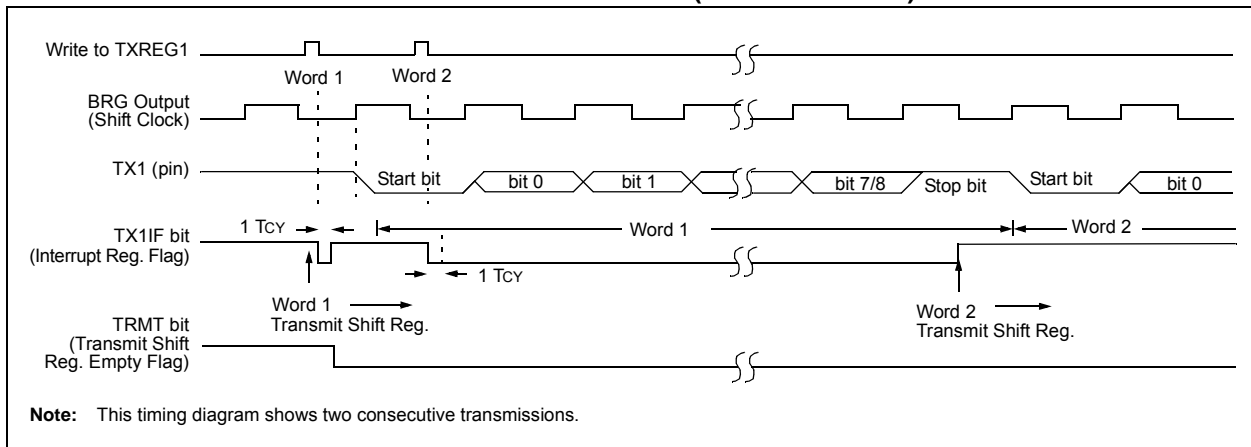 Write to TXREG1
Word 1
Word 2
BRG Output
(Shift Clock)
TX1 (pin)
Start bit
bit 0
bit 1
bit 7/8
Stop bit
Start bit
bit 0
1 TCY
TX1IF bit
(Interrupt Reg. Flag)
Word 1
Word 2
1 TCY
Word 1
Transmit Shift Reg.
Word 2
Transmit Shift Reg.
TRMT bit
(Transmit Shift
Reg. Empty Flag)
Note: This timing diagram shows two consecutive transmissions.